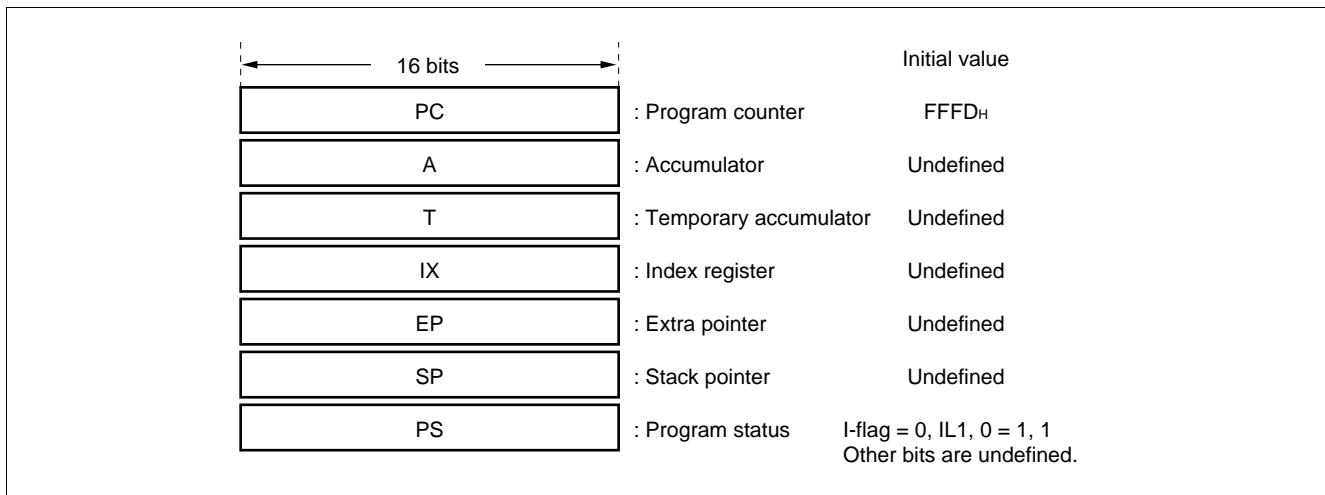 16 bits Initial value
PC : Program counter FFFDH
A : Accumulator Undefined
T : Temporary accumulator Undefined
IX : Index register Undefined
EP : Extra pointer Undefined
SP : Stack pointer Undefined
PS : Program status I-flag = 0, IL1, 0 = 1, 1
Other bits are undefined.